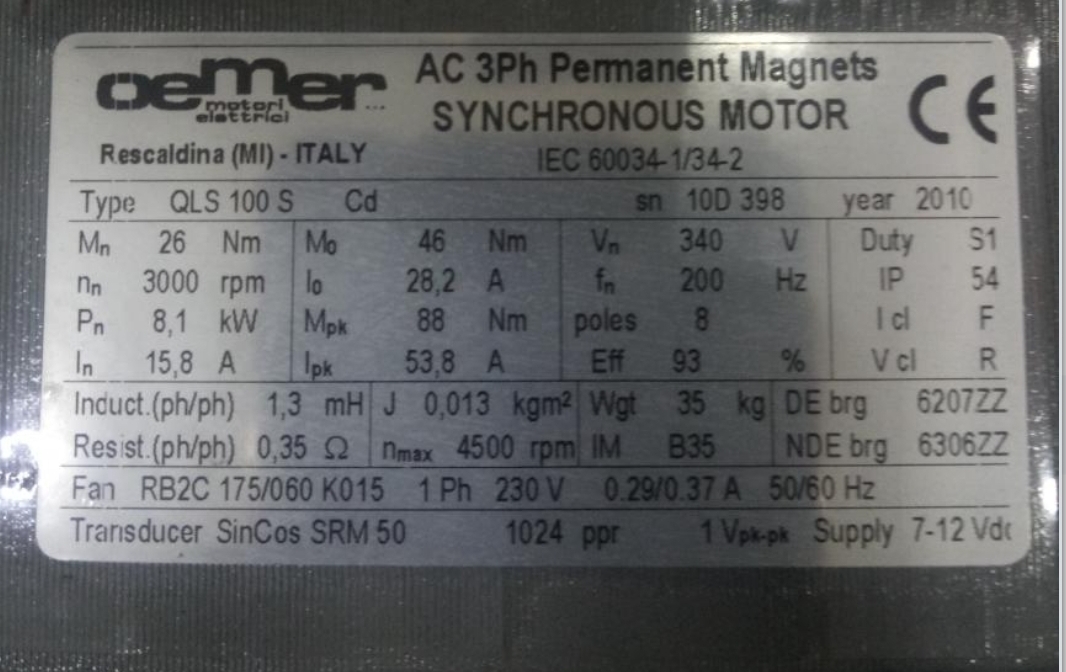 oemer
motori
elettrici
AC 3Ph Permanent Magnets
SYNCHRONOUS MOTOR
CE
Rescaldina (MI) - ITALY
IEC 60034-1/34-2
Type QLS 100 S Cd sn 10D 398 year 2010
Mn 26 Nm Mo 46 Nm Vn 340 V Duty S1
nn 3000 rpm Io 28,2 A fn 200 Hz IP 54
Pn 8,1 kW Mpk 88 Nm poles 8 I cl F
In 15,8 A Ipk 53,8 A Eff 93 % V cl R
Induct.(ph/ph) 1,3 mH J 0,013 kgm² Wgt 35 kg DE brg 6207ZZ
Resist.(ph/ph) 0,35 Ω nmax 4500 rpm IM B35 NDE brg 6306ZZ
Fan RB2C 175/060 K015 1 Ph 230 V 0.29/0.37 A 50/60 Hz
Transducer SinCos SRM 50 1024 ppr 1 Vpk-pk Supply 7-12 Vdc